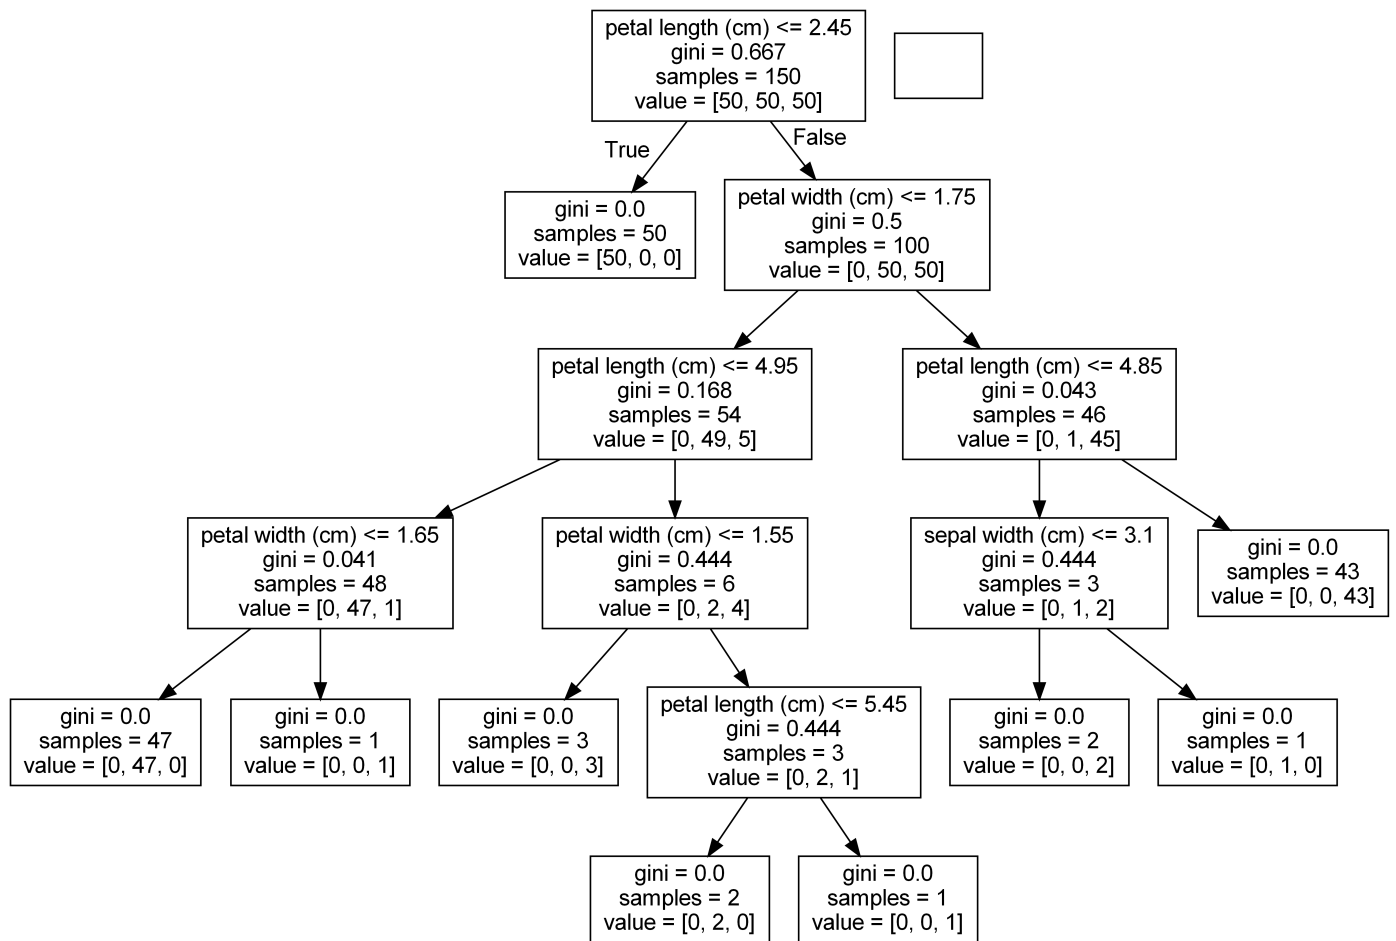 petal length (cm) <= 2.45
gini = 0.667
samples = 150
value = [50, 50, 50]
True
False
gini = 0.0
samples = 50
value = [50, 0, 0]
petal width (cm) <= 1.75
gini = 0.5
samples = 100
value = [0, 50, 50]
petal length (cm) <= 4.95
gini = 0.168
samples = 54
value = [0, 49, 5]
petal length (cm) <= 4.85
gini = 0.043
samples = 46
value = [0, 1, 45]
petal width (cm) <= 1.65
gini = 0.041
samples = 48
value = [0, 47, 1]
petal width (cm) <= 1.55
gini = 0.444
samples = 6
value = [0, 2, 4]
sepal width (cm) <= 3.1
gini = 0.444
samples = 3
value = [0, 1, 2]
gini = 0.0
samples = 43
value = [0, 0, 43]
gini = 0.0
samples = 47
value = [0, 47, 0]
gini = 0.0
samples = 1
value = [0, 0, 1]
gini = 0.0
samples = 3
value = [0, 0, 3]
petal length (cm) <= 5.45
gini = 0.444
samples = 3
value = [0, 2, 1]
gini = 0.0
samples = 2
value = [0, 0, 2]
gini = 0.0
samples = 1
value = [0, 1, 0]
gini = 0.0
samples = 2
value = [0, 2, 0]
gini = 0.0
samples = 1
value = [0, 0, 1]